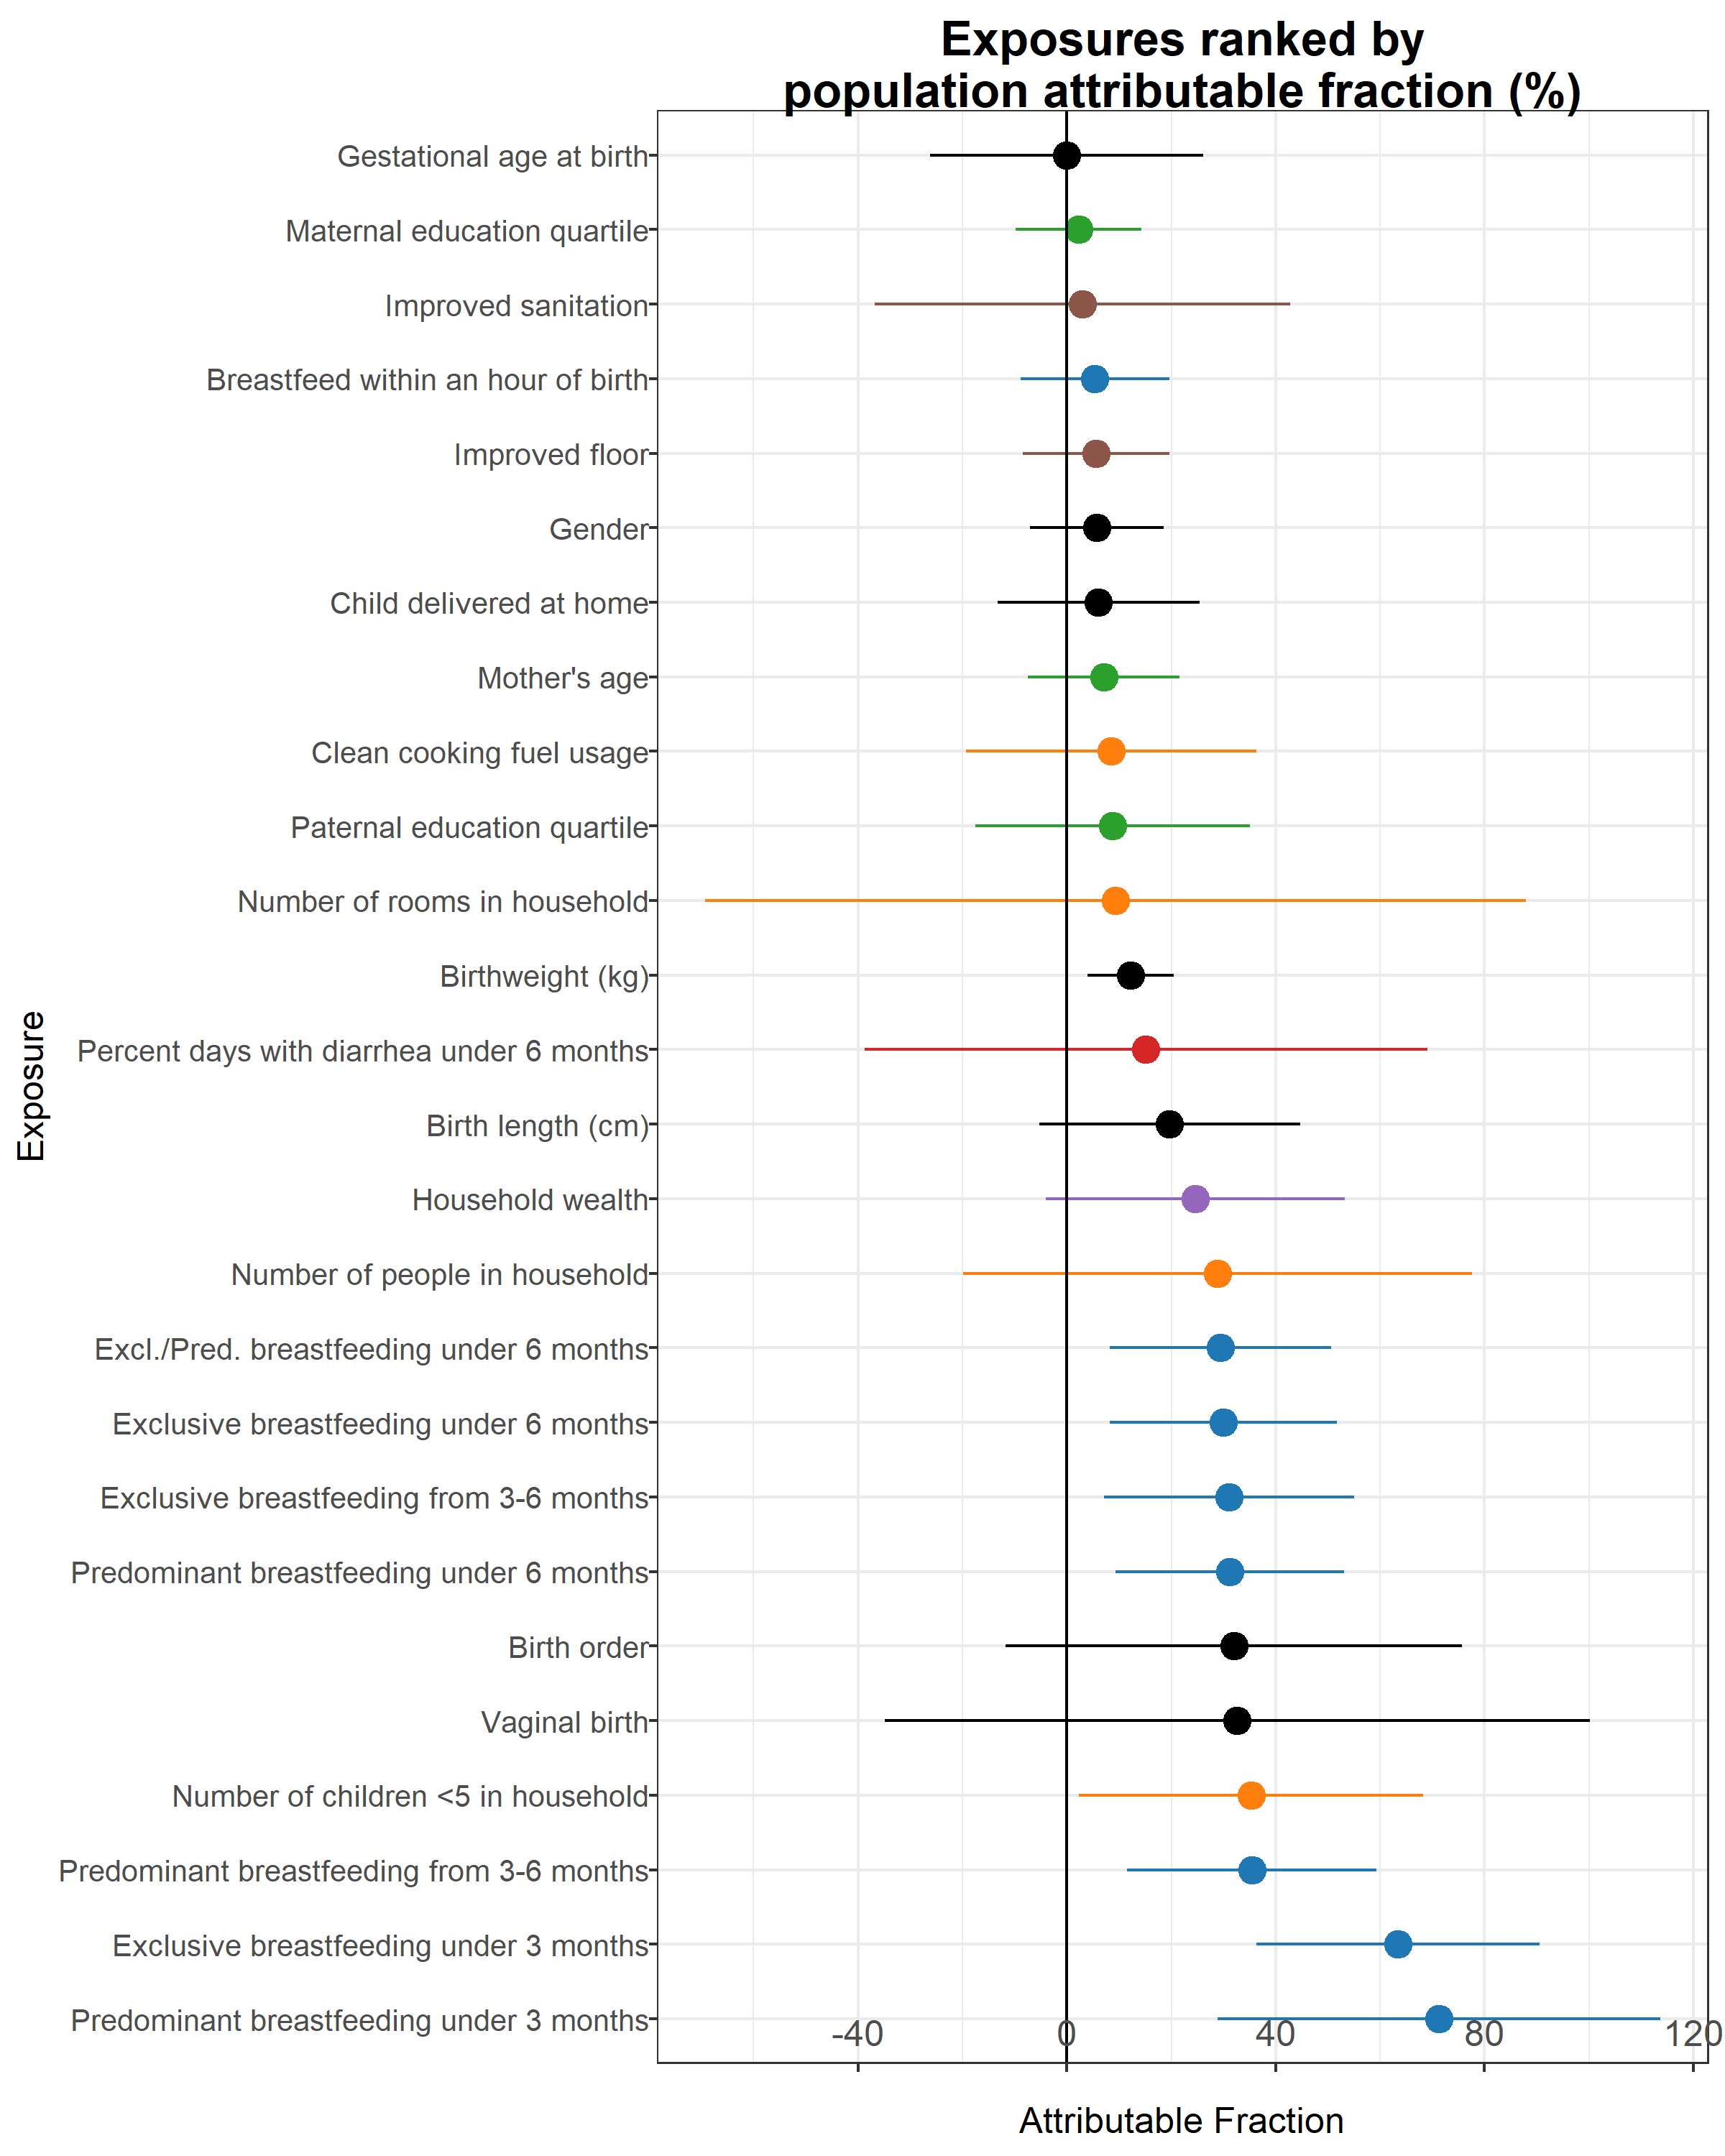 Exposures ranked by
population attributable fraction (%)
Gestational age at birth
Maternal education quartile
Improved sanitation
Breastfeed within an hour of birth
Improved floor
Gender
Child delivered at home
Mother's age
Clean cooking fuel usage
Paternal education quartile
Number of rooms in household
Birthweight (kg)
Percent days with diarrhea under 6 months
Birth length (cm)
Household wealth
Number of people in household
Excl./Pred. breastfeeding under 6 months
Exclusive breastfeeding under 6 months
Exclusive breastfeeding from 3-6 months
Predominant breastfeeding under 6 months
Birth order
Vaginal birth
Number of children <5 in household
Predominant breastfeeding from 3-6 months
Exclusive breastfeeding under 3 months
Predominant breastfeeding under 3 months
Exposure
-40 0 40 80 120
Attributable Fraction